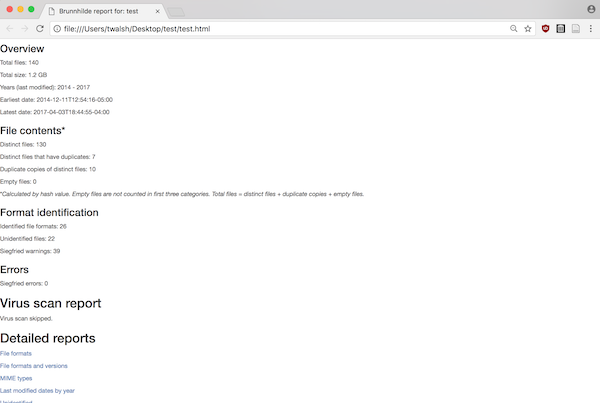 Brunnhilde report for: test
file:///Users/twalsh/Desktop/test/test.html
Overview
Total files: 140
Total size: 1.2 GB
Years (last modified): 2014 - 2017
Earliest date: 2014-12-11T12:54:16-05:00
Latest date: 2017-04-03T18:44:55-04:00
File contents*
Distinct files: 130
Distinct files that have duplicates: 7
Duplicate copies of distinct files: 10
Empty files: 0
*Calculated by hash value. Empty files are not counted in first three categories. Total files = distinct files + duplicate copies + empty files.
Format identification
Identified file formats: 26
Unidentified files: 22
Siegfried warnings: 39
Errors
Siegfried errors: 0
Virus scan report
Virus scan skipped.
Detailed reports
File formats
File formats and versions
MIME types
Last modified dates by year
Unidentified